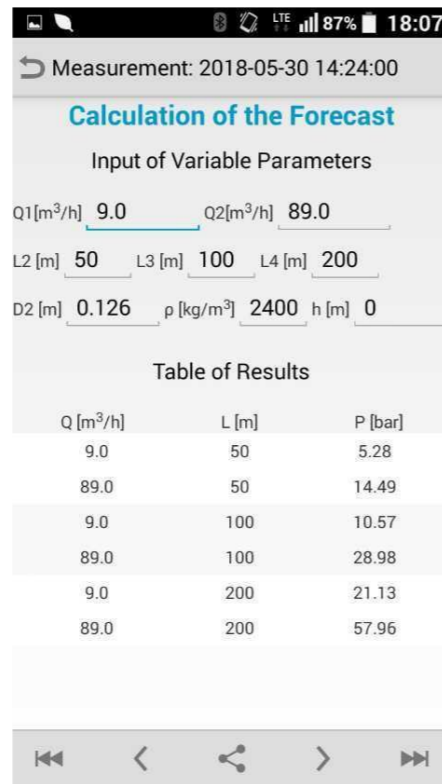 LTE 87% 18:07
Measurement: 2018-05-30 14:24:00
Calculation of the Forecast
Input of Variable Parameters
Q1[m³/h] 9.0 Q2[m³/h] 89.0
L2 [m] 50 L3 [m] 100 L4 [m] 200
D2 [m] 0.126 ρ [kg/m³] 2400 h [m] 0
Table of Results
Q [m³/h] L [m] P [bar]
9.0 50 5.28
89.0 50 14.49
9.0 100 10.57
89.0 100 28.98
9.0 200 21.13
89.0 200 57.96